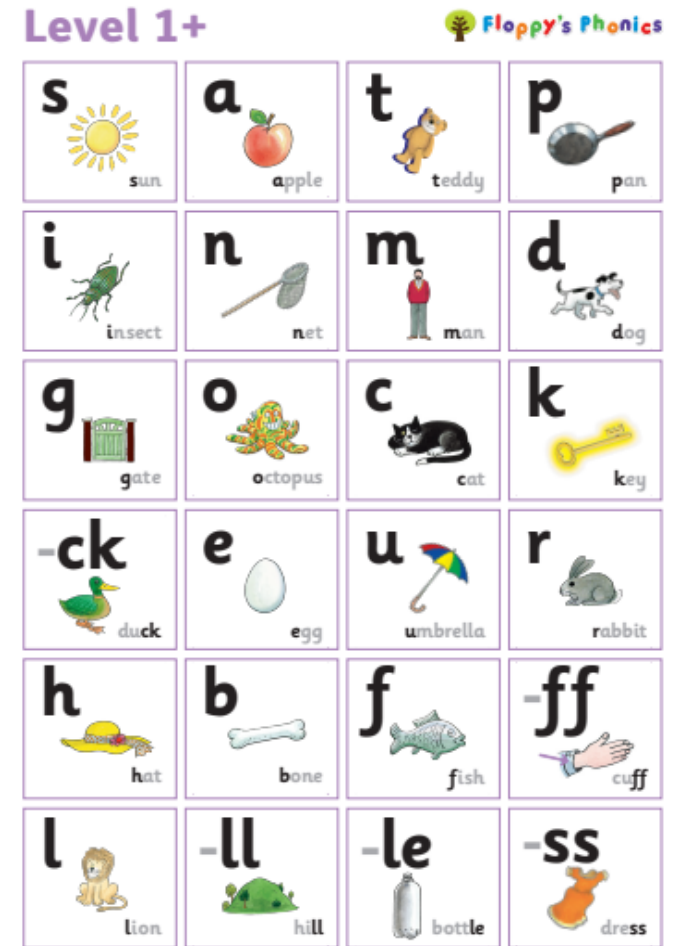 Level 1+
Floppy's Phonics
s
sun
a
apple
t
teddy
p
pan
i
insect
n
net
m
man
d
dog
g
gate
o
octopus
c
cat
k
key
-ck
duck
e
egg
u
umbrella
r
rabbit
h
hat
b
bone
f
fish
-ff
cuff
l
lion
-ll
hill
-le
bottle
-ss
dress